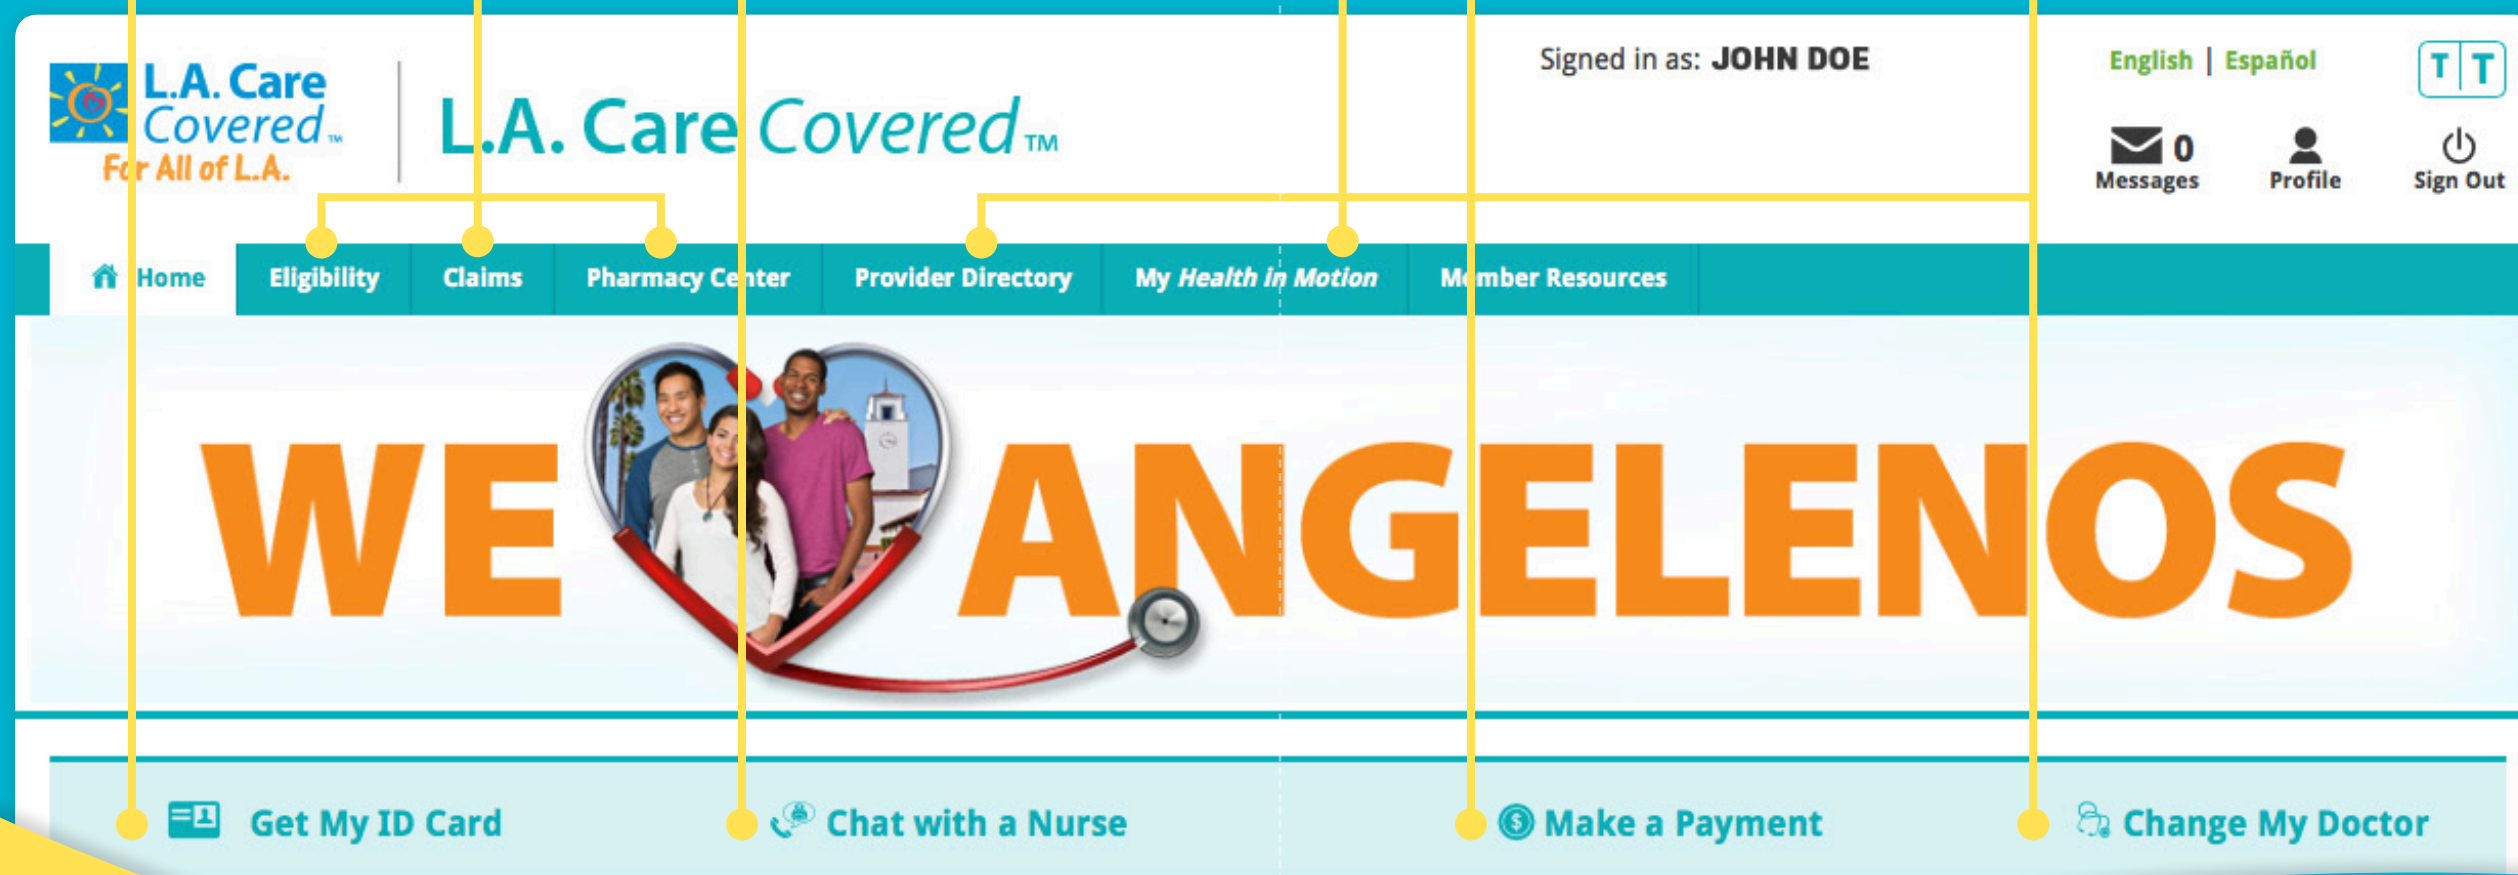 L.A. Care
Covered™
For All of L.A.
L.A. Care Covered™
Signed in as: JOHN DOE
English | Español
T T
0
Messages
Profile
Sign Out
Home
Eligibility
Claims
Pharmacy Center
Provider Directory
My Health in Motion
Member Resources
WE ANGELENOS
Get My ID Card
Chat with a Nurse
Make a Payment
Change My Doctor